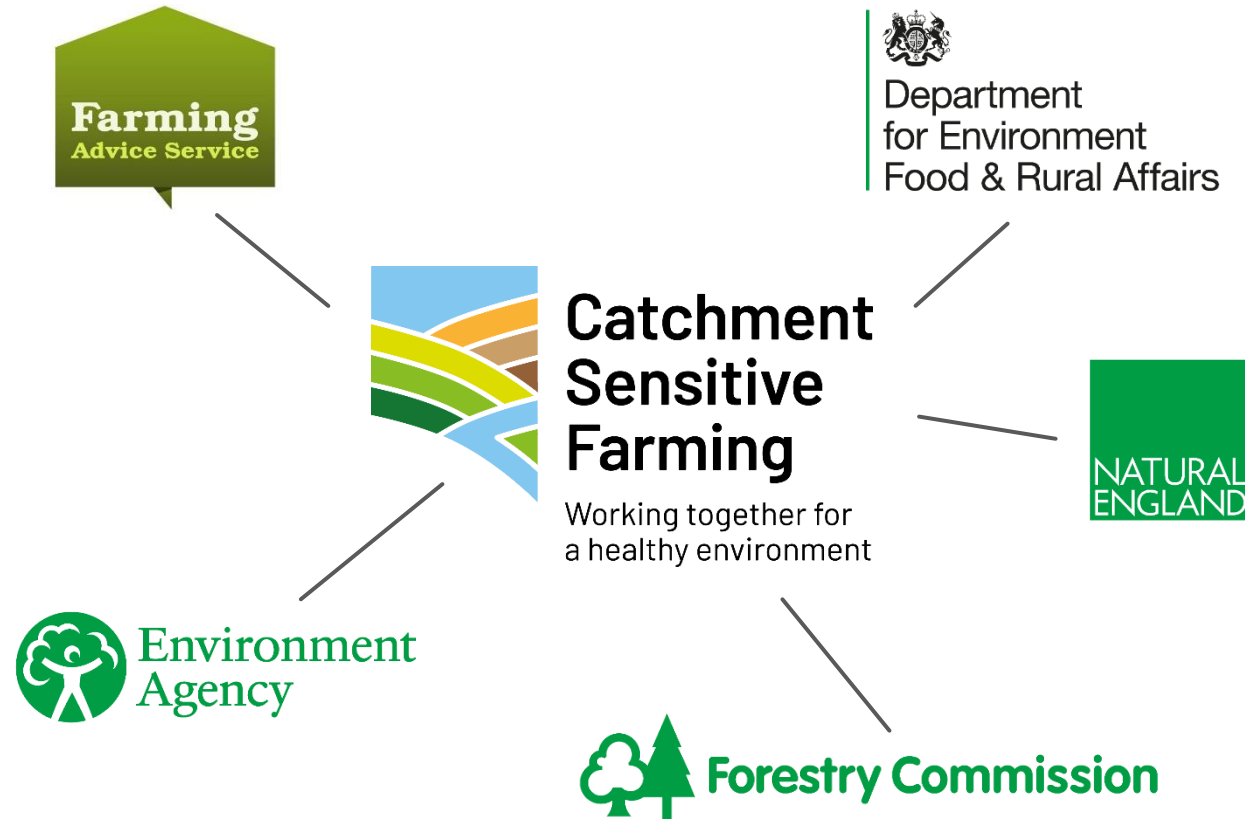 Farming
Advice Service
Department
for Environment
Food & Rural Affairs
Catchment
Sensitive
Farming
Working together for
a healthy environment
NATURAL
ENGLAND
Environment
Agency
Forestry Commission